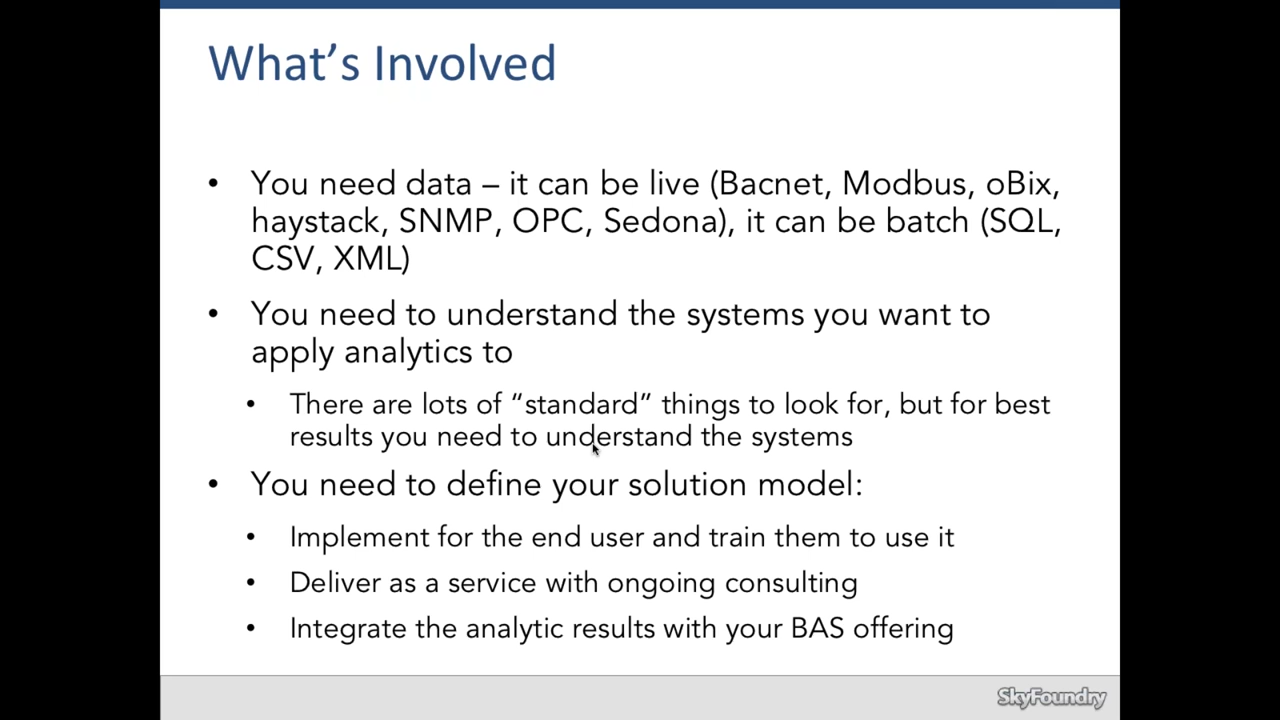 What’s Involved
• You need data – it can be live (Bacnet, Modbus, oBix,
haystack, SNMP, OPC, Sedona), it can be batch (SQL,
CSV, XML)
• You need to understand the systems you want to
apply analytics to
• There are lots of “standard” things to look for, but for best
results you need to understand the systems
• You need to define your solution model:
• Implement for the end user and train them to use it
• Deliver as a service with ongoing consulting
• Integrate the analytic results with your BAS offering
SkyFoundry